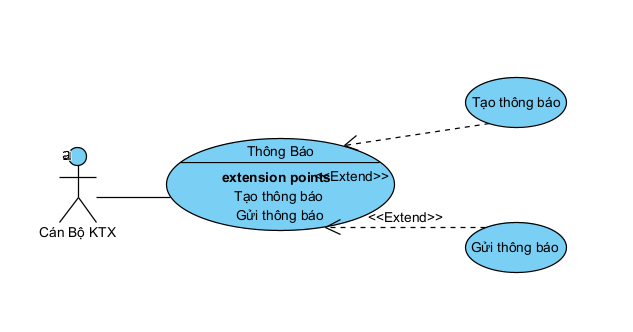 Tạo thông báo
a
Thông Báo
extension points
<<Extend>>
Tạo thông báo
Gửi thông báo
<<Extend>>
Cán Bộ KTX
Gửi thông báo